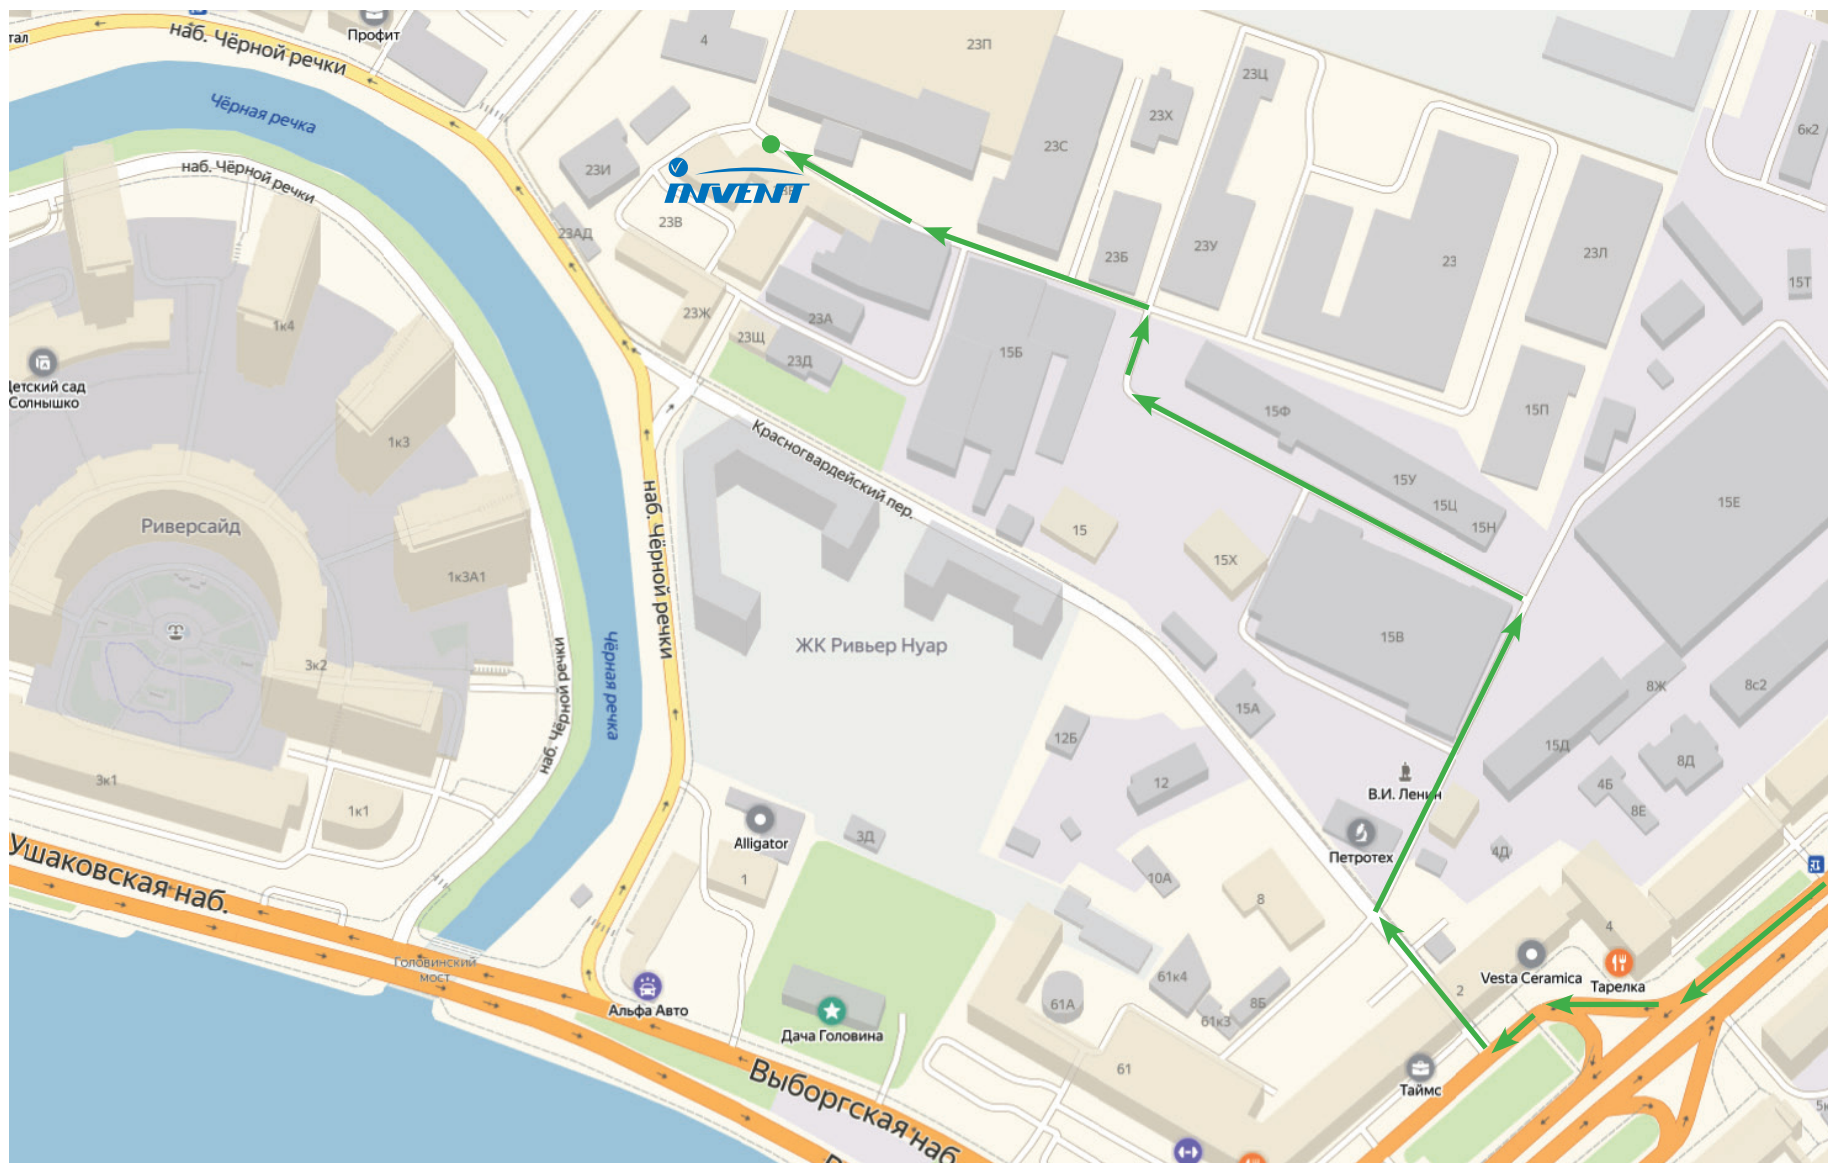 тал
наб. Чёрной речки
Профит
4
23П
23Ц
23Х
6к2
Чёрная речка
наб. Чёрной речки
23И
23С
INVENT
23В
23АД
23Б
23У
23
23Л
15Т
1к4
23Ж
23А
23Щ
23Д
15Б
Детский сад
Солнышко
1к3
15Ф
15П
Красногвардейский пер.
15У
15Ц
15Н
15Е
Риверсайд
наб. Чёрной речки
15
15Х
1к3А1
15В
ЖК Ривьер Нуар
Чёрная речка
наб. Чёрной речки
3к2
8Ж
8с2
15А
12Б
15Д
8Д
3к1
12
4Б
В.И. Ленин
1к1
8Е
Alligator
3Д
Петротех
4Д
Ушаковская наб.
1
10А
8
4
Головинский
мост
61к4
Vesta Ceramica
Тарелка
2
61А
8Б
61к3
Альфа Авто
Дача Головина
61
Таймс
Выборгская наб.
5к